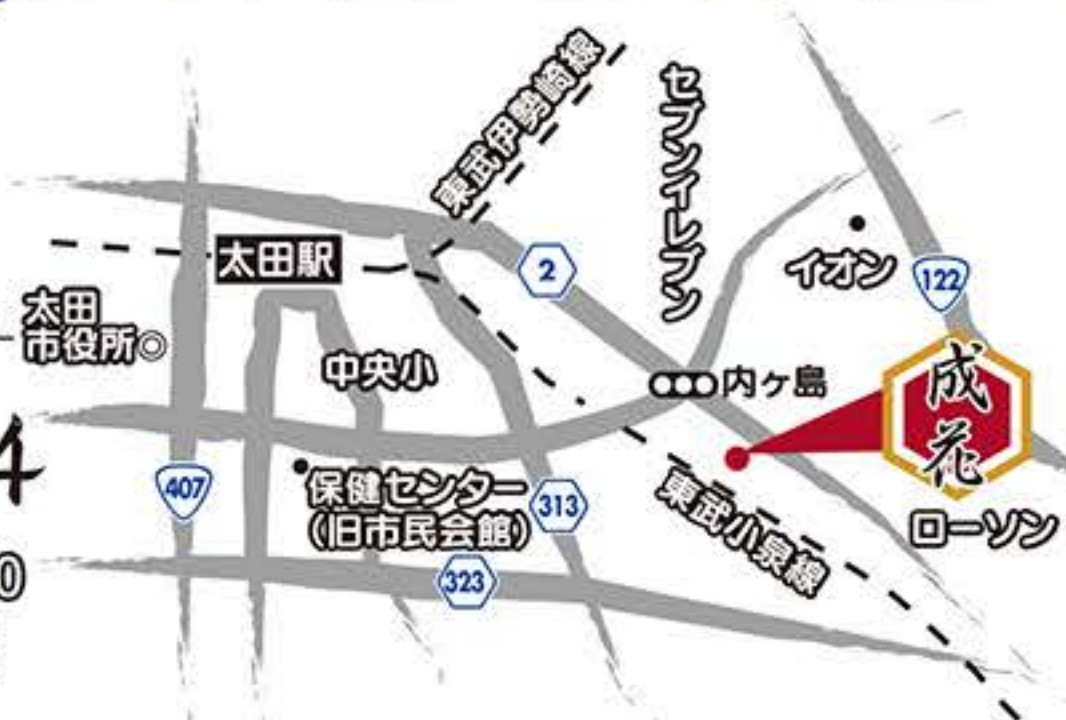 東武伊勢崎線
セブンイレブン
太田駅
2
イオン
122
太田
市役所
中央小
内ヶ島
成花
4
407
保健センター
(旧市民会館)
313
東武小泉線
ローソン
0
323